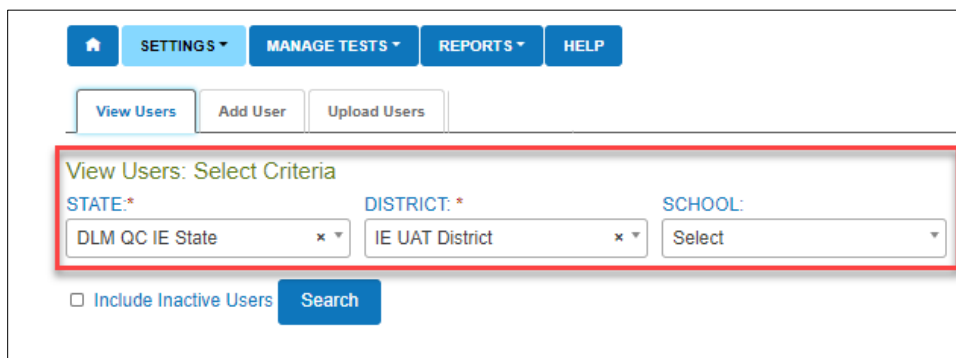 SETTINGS MANAGE TESTS REPORTS HELP
View Users Add User Upload Users
View Users: Select Criteria
STATE:* DISTRICT: * SCHOOL:
DLM QC IE State × IE UAT District × Select
Include Inactive Users Search